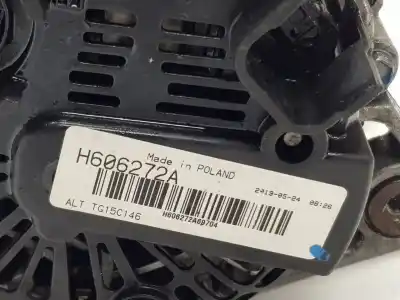 Made in POLAND
H606272A
2019-05-24 08:26
H606272A69704
ALT TG15C146